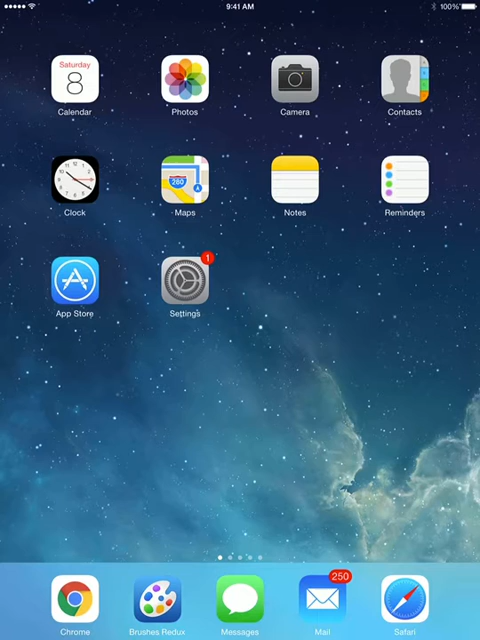 9:41 AM
100%
Saturday
8
Calendar
Photos
Camera
Contacts
Clock
280
Maps
Notes
Reminders
App Store
1
Settings
250
Chrome
Brushes Redux
Messages
Mail
Safari